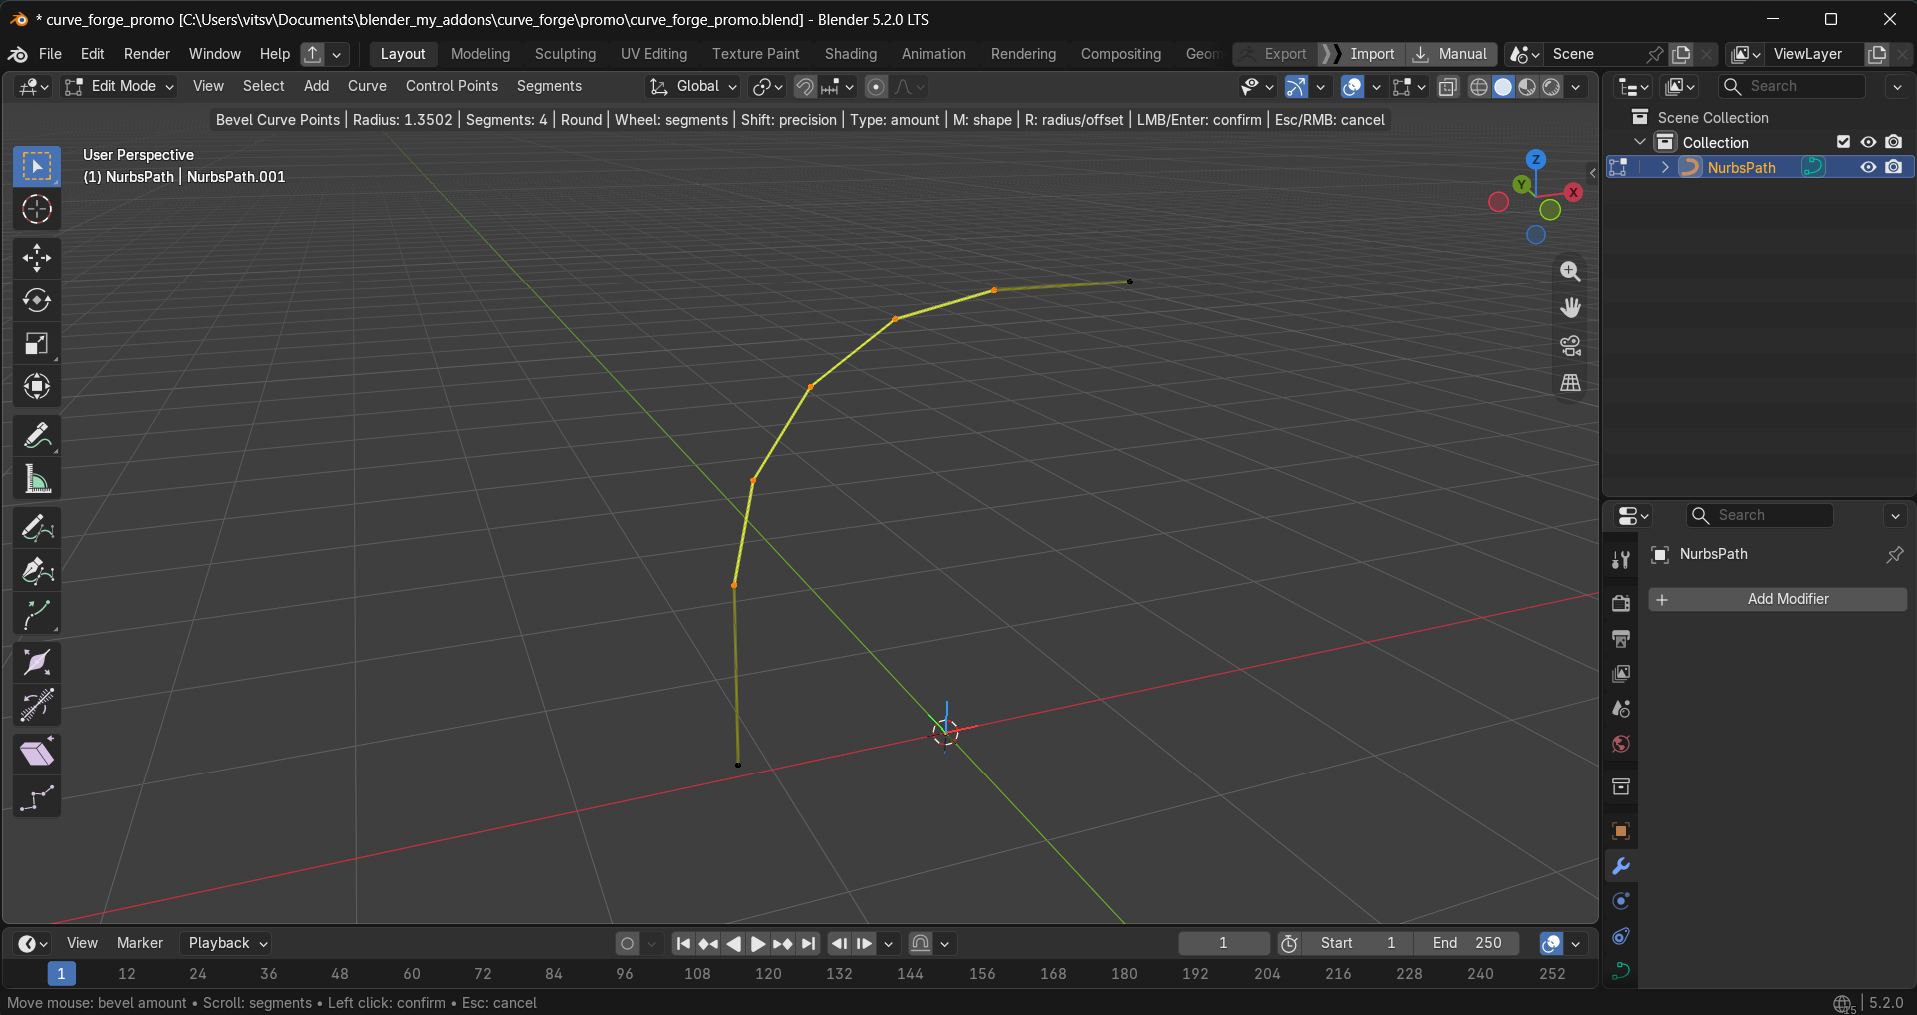 * curve_forge_promo [C:\Users\vitsv\Documents\blender_my_addons\curve_forge\promo\curve_forge_promo.blend] - Blender 5.2.0 LTS
File Edit Render Window Help Layout Modeling Sculpting UV Editing Texture Paint Shading Animation Rendering Compositing Geom Export Import Manual Scene ViewLayer
Edit Mode View Select Add Curve Control Points Segments Global Search
Bevel Curve Points | Radius: 1.3502 | Segments: 4 | Round | Wheel: segments | Shift: precision | Type: amount | M: shape | R: radius/offset | LMB/Enter: confirm | Esc/RMB: cancel
Scene Collection
Collection
NurbsPath
User Perspective
(1) NurbsPath | NurbsPath.001
Z
Y
X
Search
NurbsPath
Add Modifier
View Marker Playback 1 Start 1 End 250
1 12 24 36 48 60 72 84 96 108 120 132 144 156 168 180 192 204 216 228 240 252
Move mouse: bevel amount • Scroll: segments • Left click: confirm • Esc: cancel
15 | 5.2.0